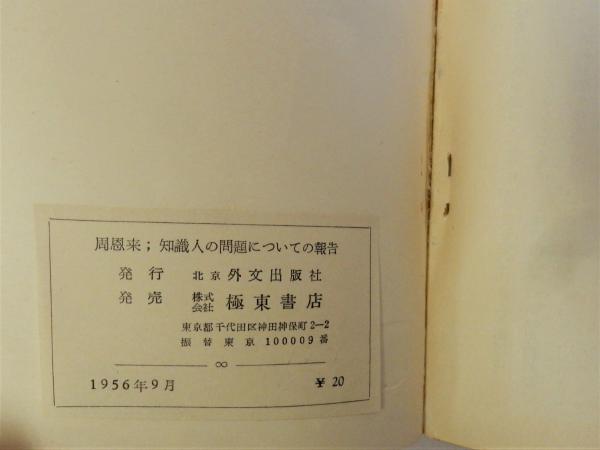 周恩来；知識人の問題についての報告
発行 北京 外文出版社
発売 株式会社 極東書店
東京都千代田区神田神保町2—2
振替東京100009番
1956年9月 ¥20